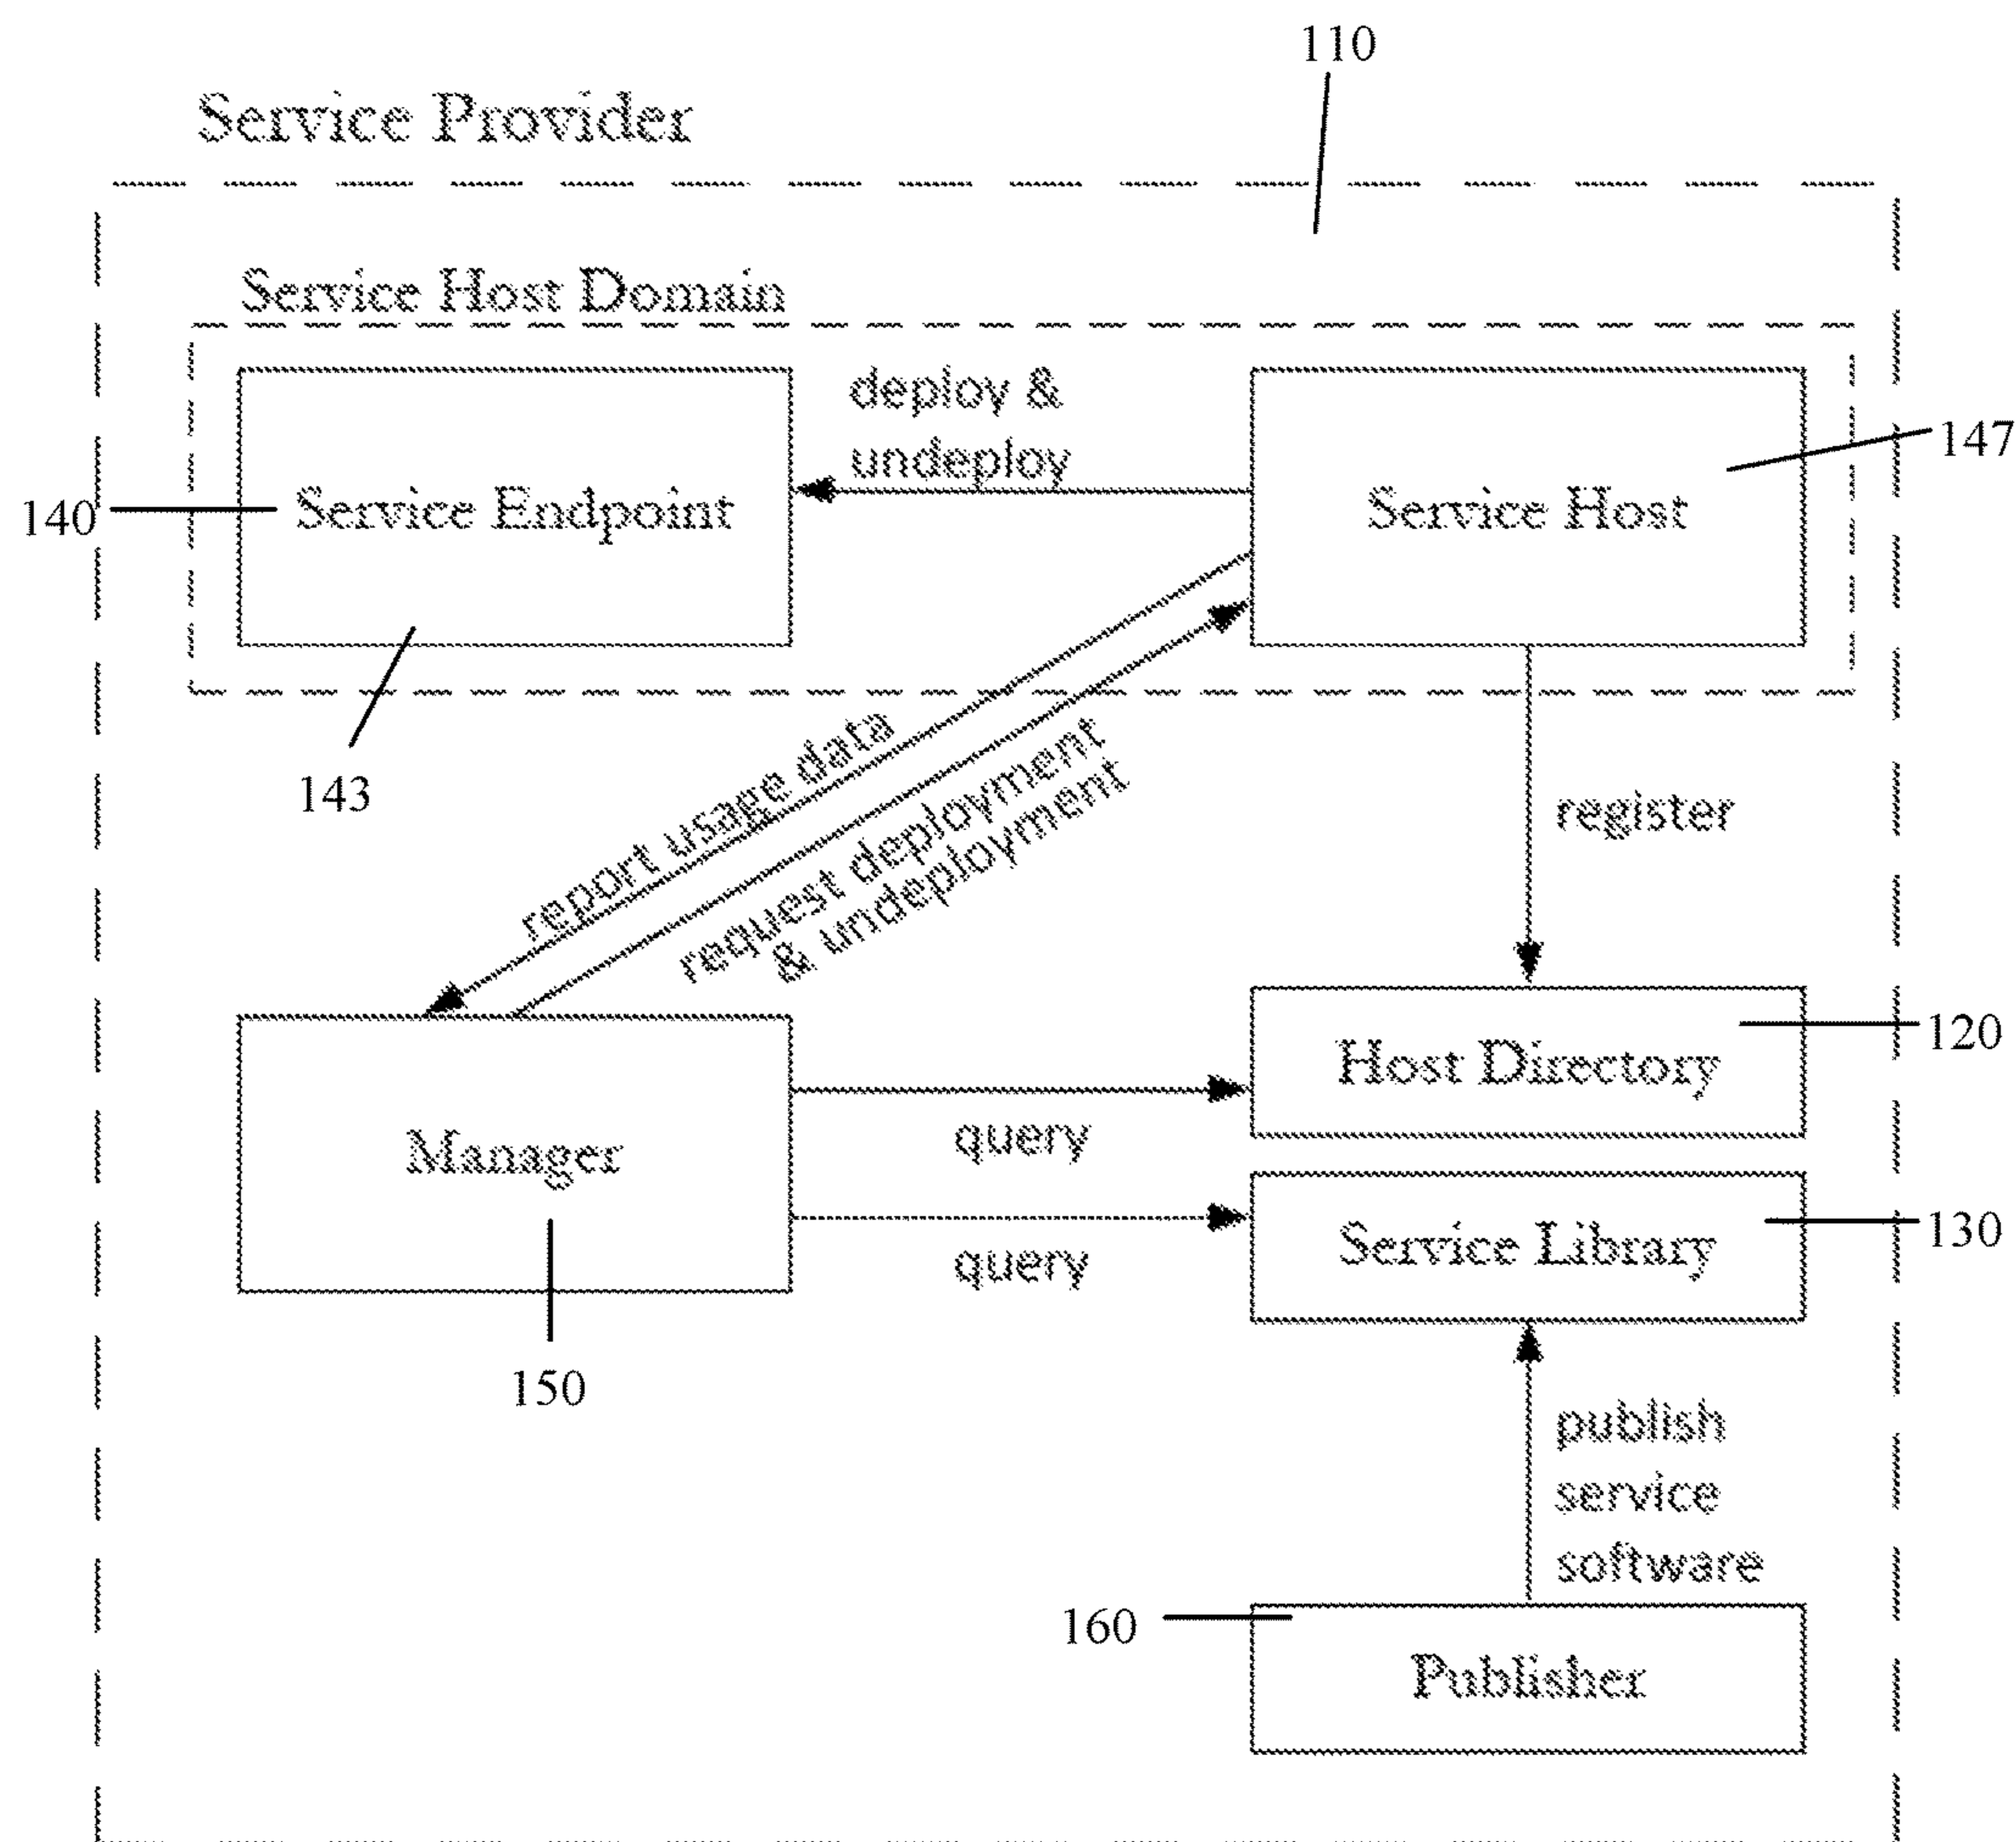 110
Service Provider
Service Host Domain
deploy &
undeploy
147
140
Service Endpoint
Service Host
143
report usage data
request deployment
& undeployment
register
120
Host Directory
query
Manager
130
Service Library
query
150
publish
service
software
160
Publisher